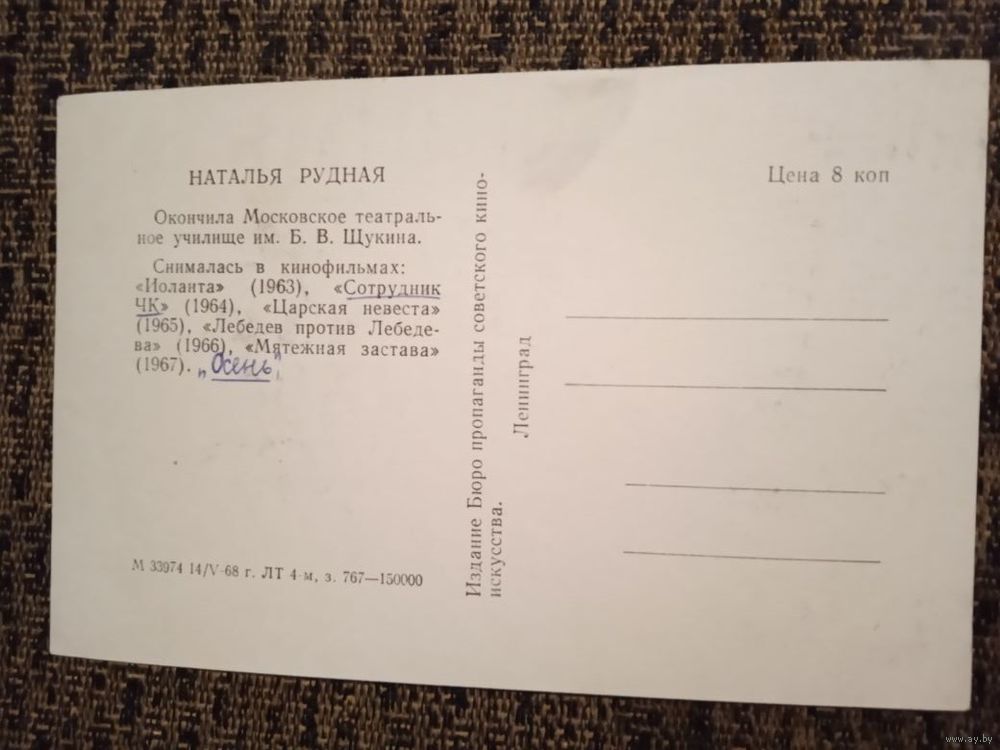 НАТАЛЬЯ РУДНАЯ
Окончила Московское театраль-
ное училище им. Б. В. Щукина.
Снималась в кинофильмах:
«Иоланта» (1963), «Сотрудник
ЧК» (1964), «Царская невеста»
(1965), «Лебедев против Лебеде-
ва» (1966), «Мятежная застава»
(1967). „Осень"
М 33974 14/V-68 г. ЛТ 4-м, з. 767—150000
Издание Бюро пропаганды советского кино-
искусства.
Ленинград
Цена 8 коп
www.ay.by